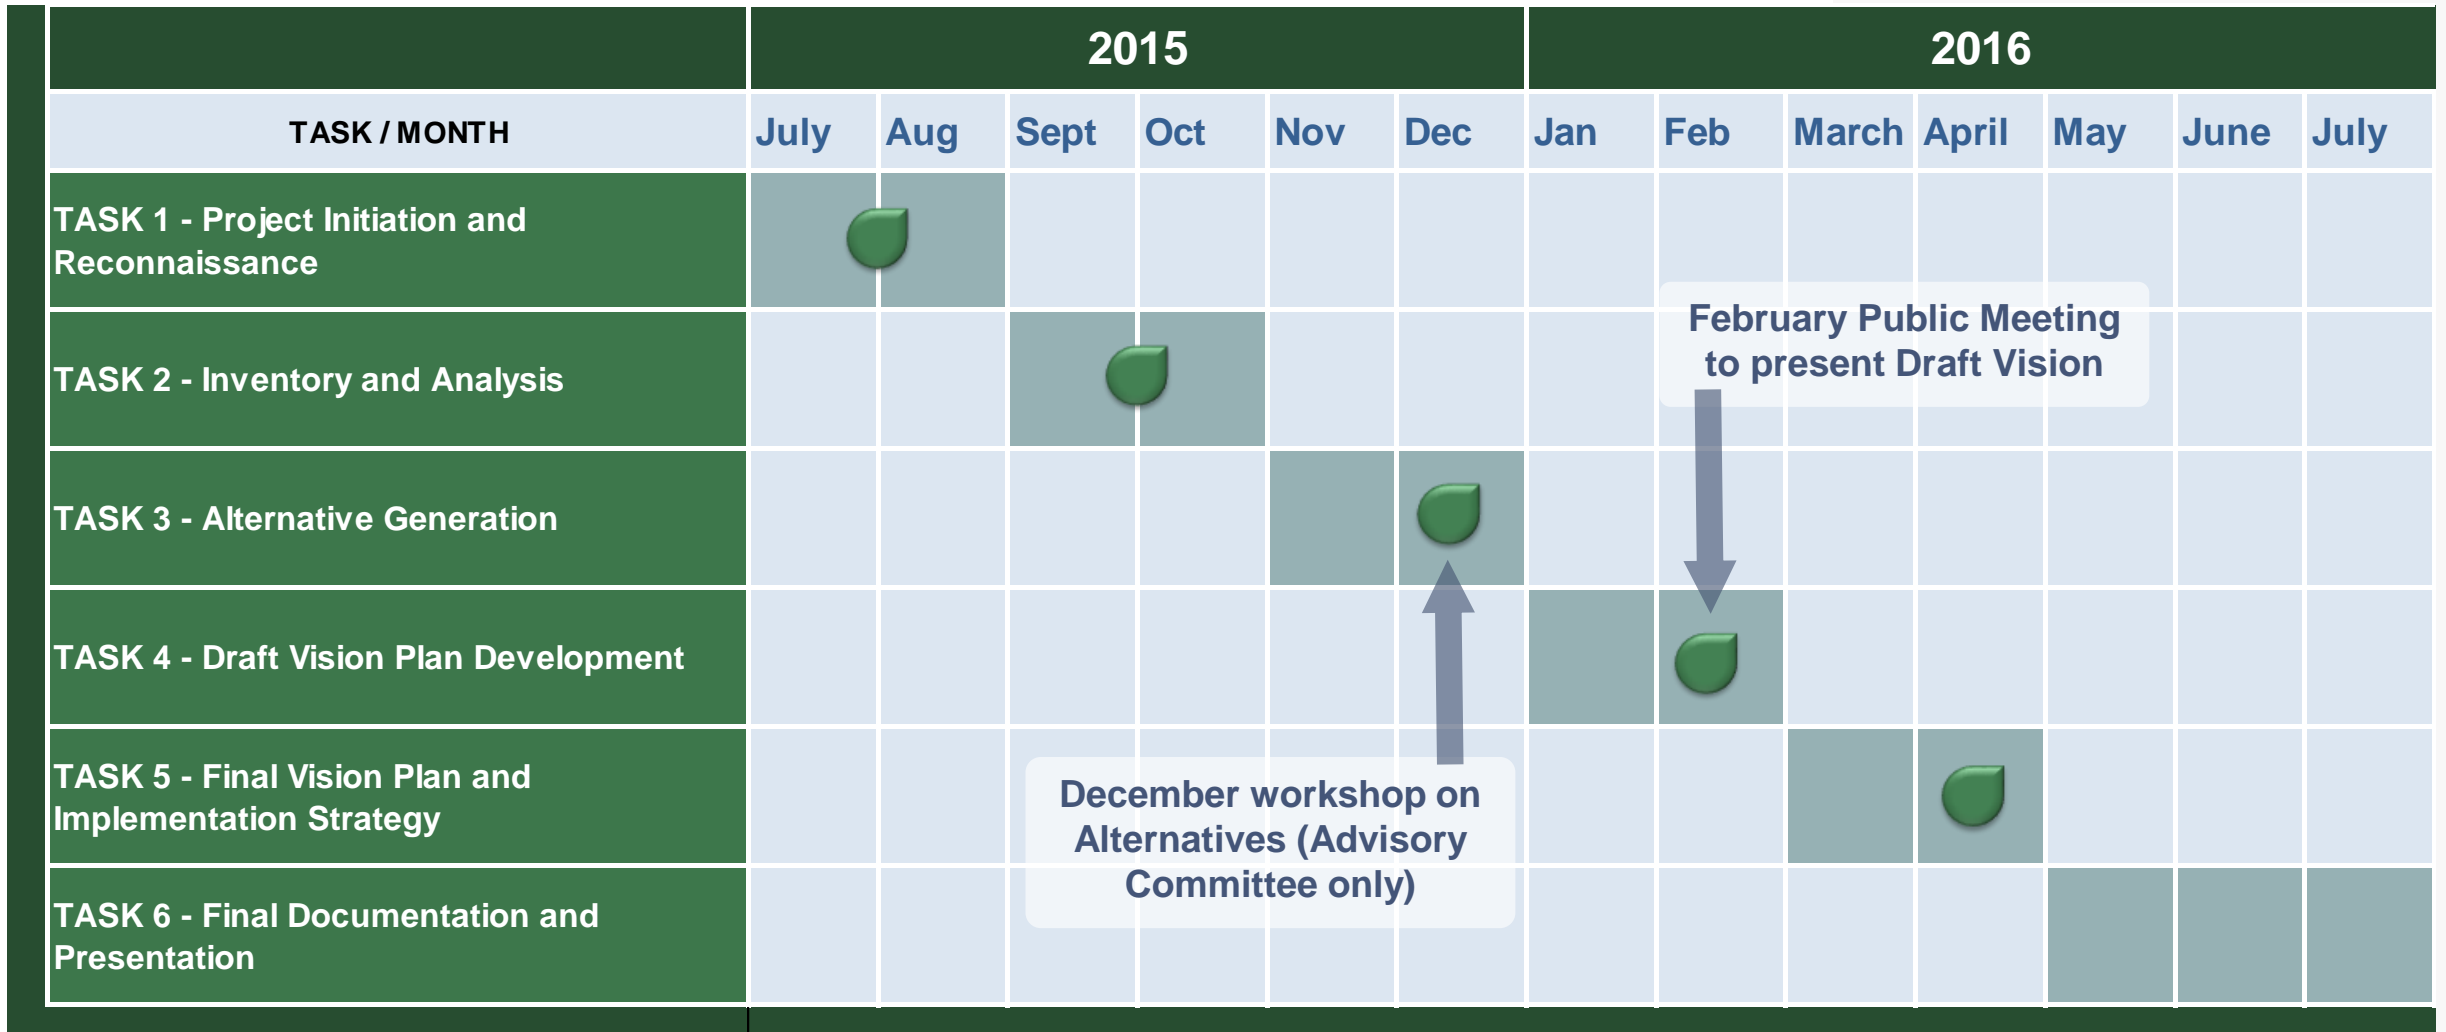 2015 2016
TASK / MONTH July Aug Sept Oct Nov Dec Jan Feb March April May June July
TASK 1 - Project Initiation and
Reconnaissance
February Public Meeting
to present Draft Vision
TASK 2 - Inventory and Analysis
TASK 3 - Alternative Generation
TASK 4 - Draft Vision Plan Development
TASK 5 - Final Vision Plan and
Implementation Strategy
December workshop on
Alternatives (Advisory
Committee only)
TASK 6 - Final Documentation and
Presentation